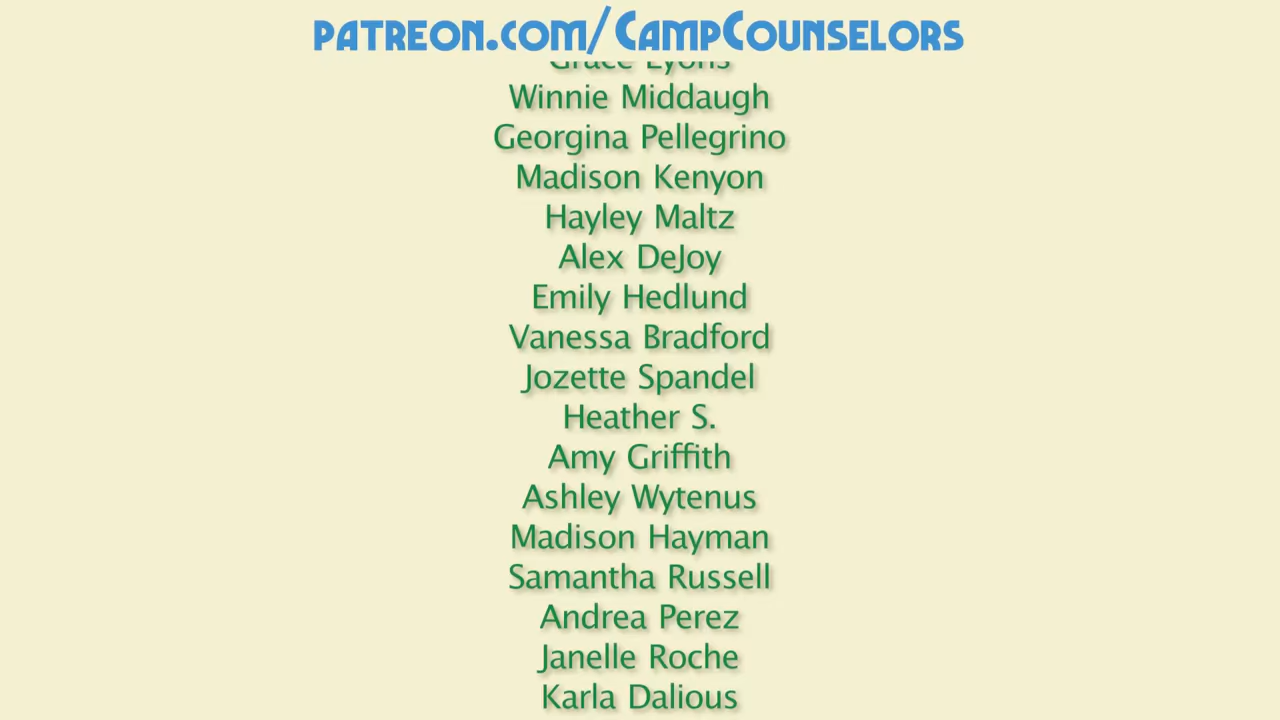 patreon.com/CampCounselors
Winnie Middaugh
Georgina Pellegrino
Madison Kenyon
Hayley Maltz
Alex DeJoy
Emily Hedlund
Vanessa Bradford
Jozette Spandel
Heather S.
Amy Griffith
Ashley Wytenus
Madison Hayman
Samantha Russell
Andrea Perez
Janelle Roche
Karla Dalious